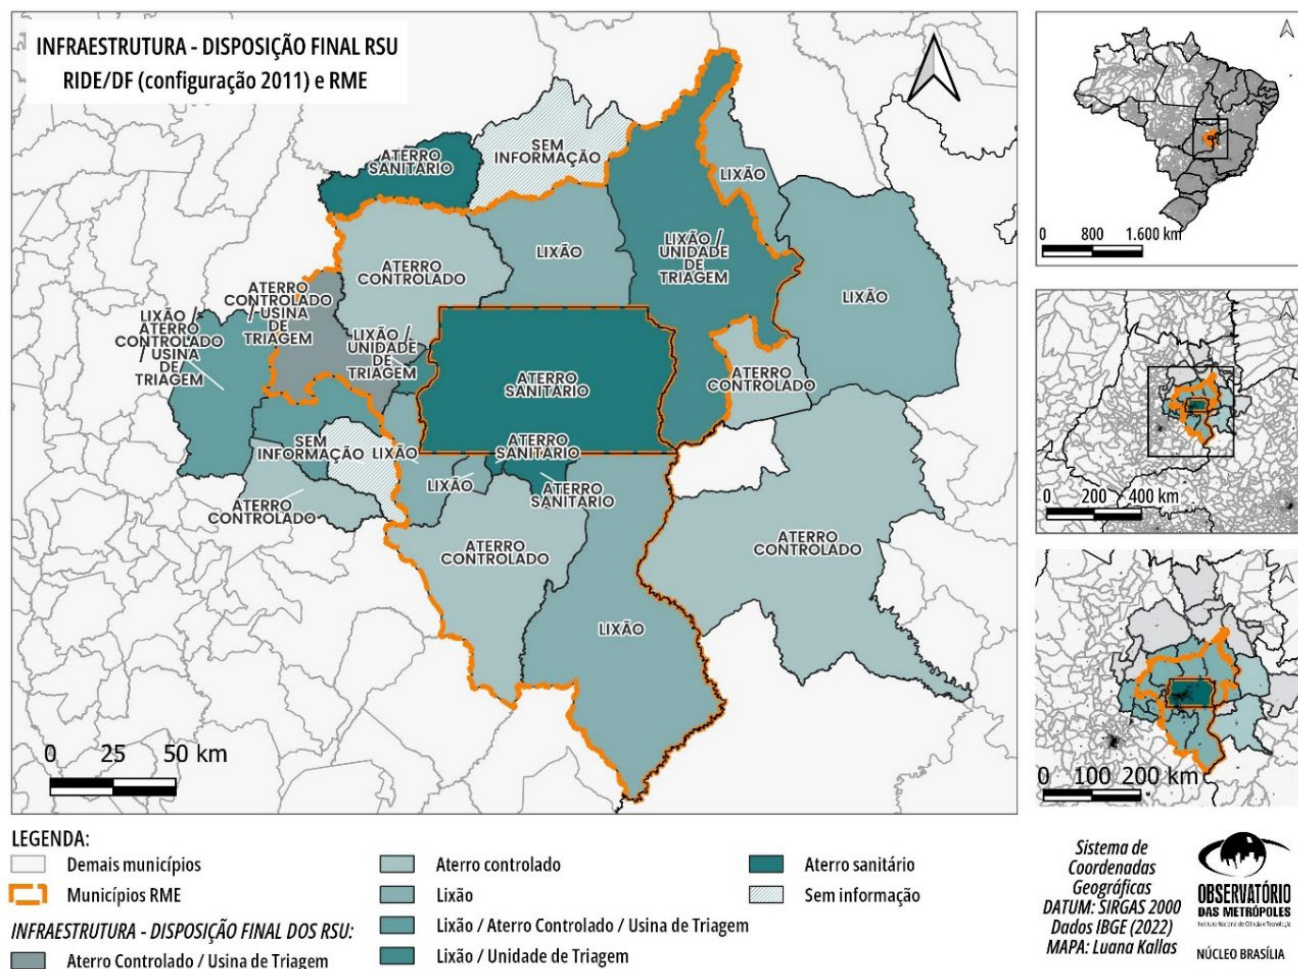 INFRAESTRUTURA - DISPOSIÇÃO FINAL RSU
RIDE/DF (configuração 2011) e RME
ATERRO
SANITÁRIO
SEM
INFORMAÇÃO
LIXÃO
LIXÃO
LIXÃO /
UNIDADE
DE
TRIAGEM
ATERRO
CONTROLADO
LIXÃO
ATERRO
CONTROLADO
/ USINA
DE
TRIAGEM
LIXÃO /
ATERRO
CONTROLADO
/ USINA
DE
TRIAGEM
LIXÃO /
UNIDADE
DE
TRIAGEM
ATERRO
SANITÁRIO
ATERRO
CONTROLADO
SEM
INFORMAÇÃO
LIXÃO
LIXÃO
ATERRO
SANITÁRIO
ATERRO
SANITÁRIO
ATERRO
CONTROLADO
ATERRO
CONTROLADO
ATERRO
CONTROLADO
LIXÃO
0 25 50 km
0 800 1.600 km
0 200 400 km
0 100 200 km
LEGENDA:
Demais municípios
Municípios RME
INFRAESTRUTURA - DISPOSIÇÃO FINAL DOS RSU:
Aterro Controlado / Usina de Triagem
Aterro controlado
Lixão
Lixão / Aterro Controlado / Usina de Triagem
Lixão / Unidade de Triagem
Aterro sanitário
Sem informação
Sistema de
Coordenadas
Geográficas
DATUM: SIRGAS 2000
Dados IBGE (2022)
MAPA: Luana Kallas
OBSERVATÓRIO
DAS METRÓPOLES
Instituto Nacional de Ciência e Tecnologia
NÚCLEO BRASÍLIA